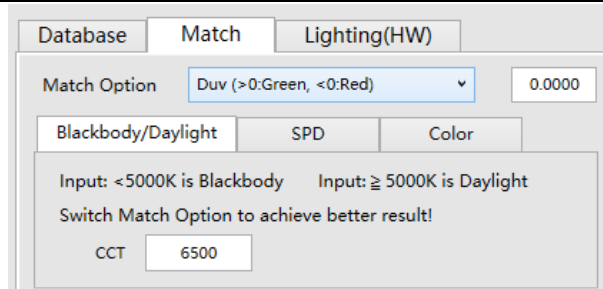 Database Match Lighting(HW)
Match Option Duv (>0:Green, <0:Red) 0.0000
Blackbody/Daylight SPD Color
Input: <5000K is Blackbody Input: ≧ 5000K is Daylight
Switch Match Option to achieve better result!
CCT 6500